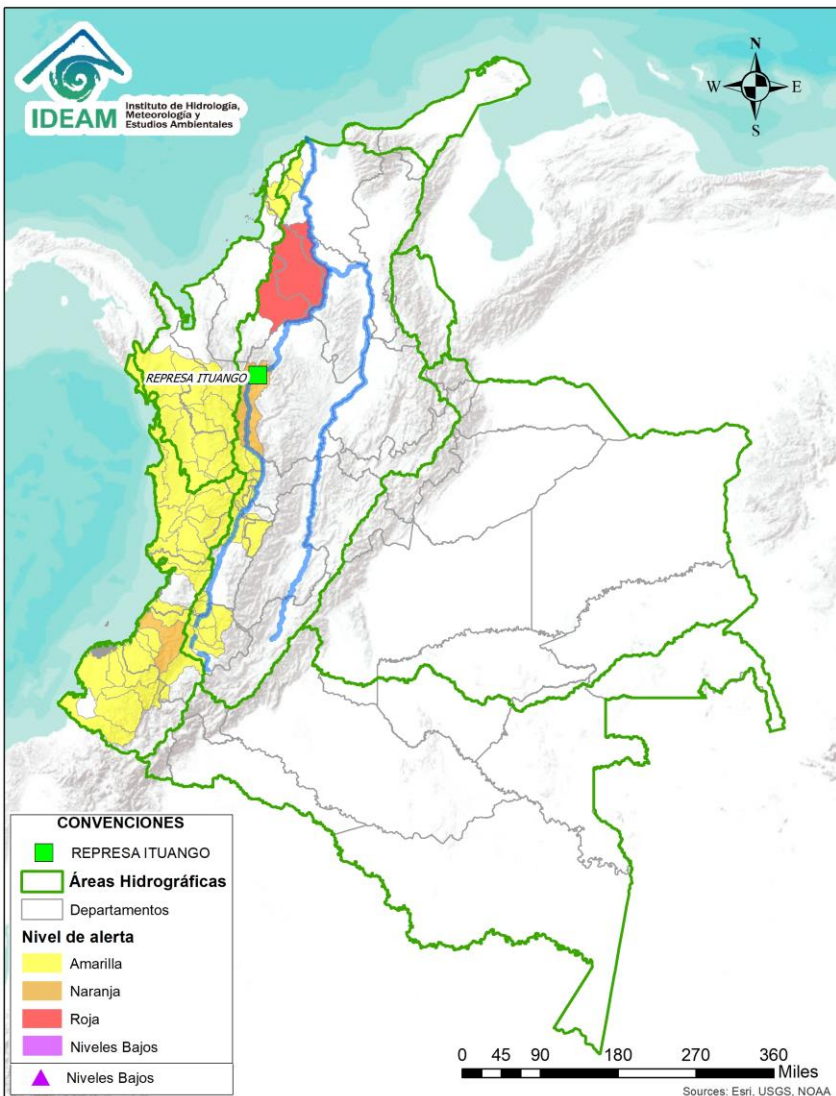 IDEAM
Instituto de Hidrología,
Meteorología y
Estudios Ambientales
N
W
E
S
REPRESA ITUANGO
CONVENCIONES
REPRESA ITUANGO
Áreas Hidrográficas
Departamentos
Nivel de alerta
Amarilla
Naranja
Roja
Niveles Bajos
Niveles Bajos
0 45 90 180 270 360
Miles
Sources: Esri, USGS, NOAA